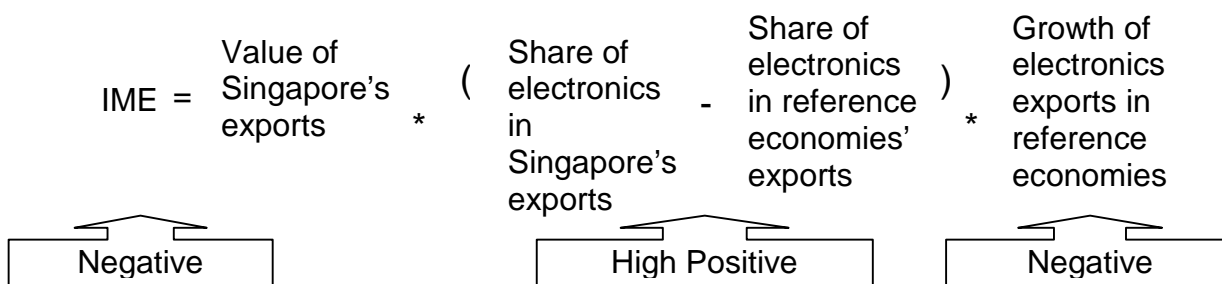 IME =
Value of
Singapore's
exports
*
(
Share of
electronics
in
Singapore's
exports
-
Share of
electronics
in reference
economies'
exports
)
*
Growth of
electronics
exports in
reference
economies
Negative
High Positive
Negative